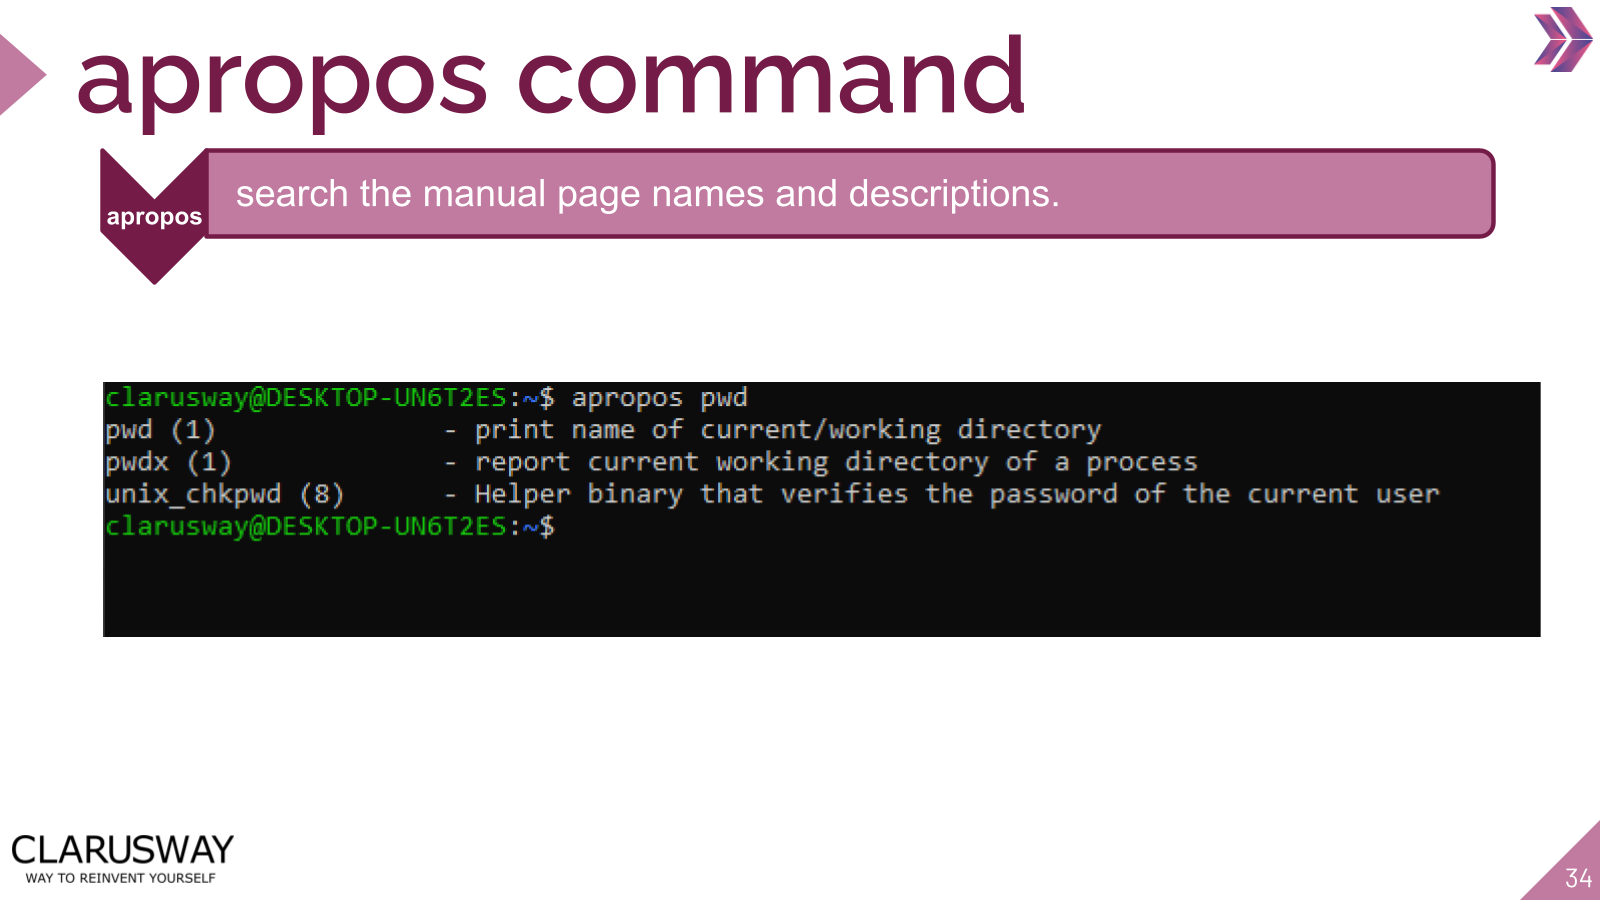 apropos command
apropos
search the manual page names and descriptions.
clarusway@DESKTOP-UN6T2ES:~$ apropos pwd
pwd (1)              - print name of current/working directory
pwdx (1)             - report current working directory of a process
unix_chkpwd (8)      - Helper binary that verifies the password of the current user
clarusway@DESKTOP-UN6T2ES:~$
CLARUSWAY
WAY TO REINVENT YOURSELF
34